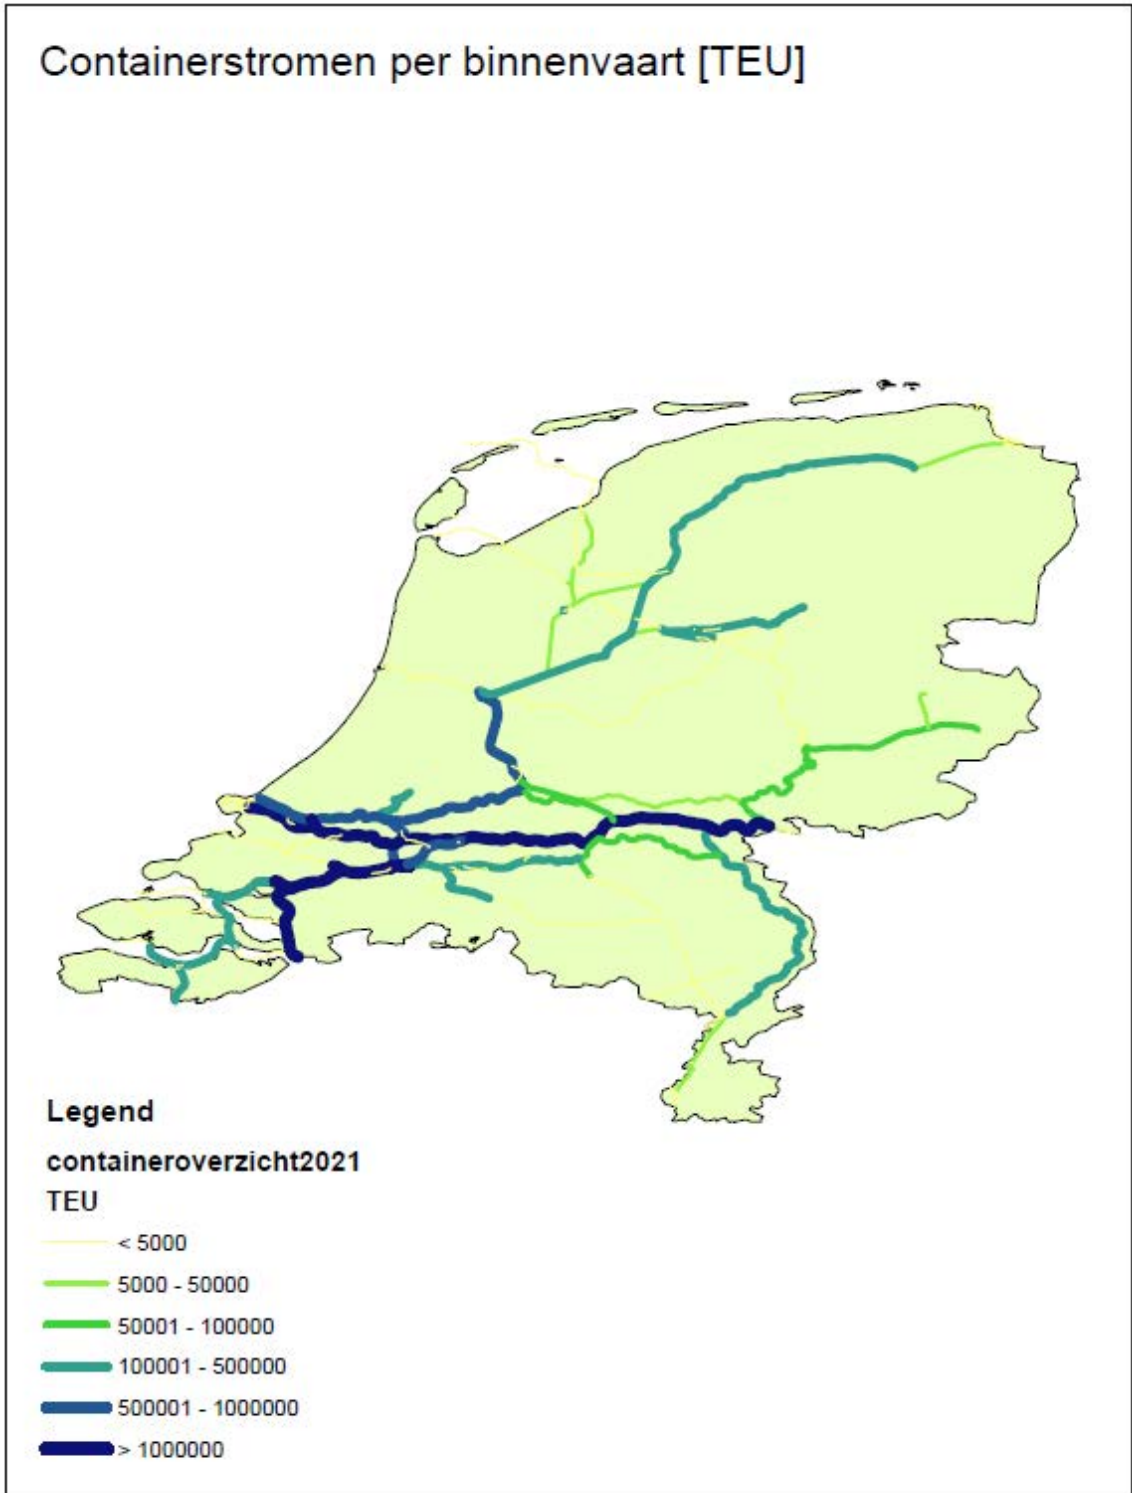 Containerstromen per binnenvaart [TEU]
Legend
containeroverzicht2021
TEU
< 5000
5000 - 50000
50001 - 100000
100001 - 500000
500001 - 1000000
> 1000000